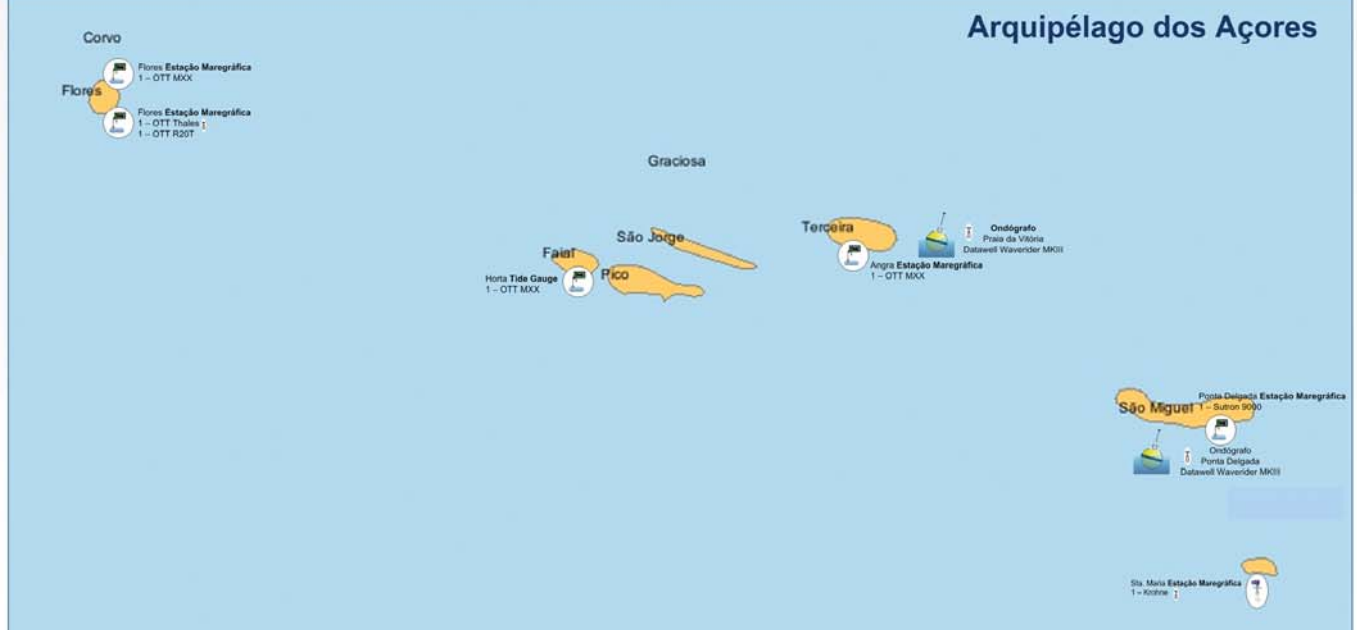 Arquipélago dos Açores
Corvo
Flores Estação Maregráfica
1 – OTT MXX
Flores
Flores Estação Maregráfica
1 – OTT Thales
1 – OTT R20T
Graciosa
São Jorge
Terceira
Ondógrafo
Praia da Vitória
Datawell Waverider MKIII
Faial
Angra Estação Maregráfica
1 – OTT MXX
Pico
Horta Tide Gauge
1 – OTT MXX
Ponta Delgada Estação Maregráfica
São Miguel
1 – Sutron 9000
Ondógrafo
Ponta Delgada
Datawell Waverider MKIII
Sta. Maria Estação Maregráfica
1 – Krohne